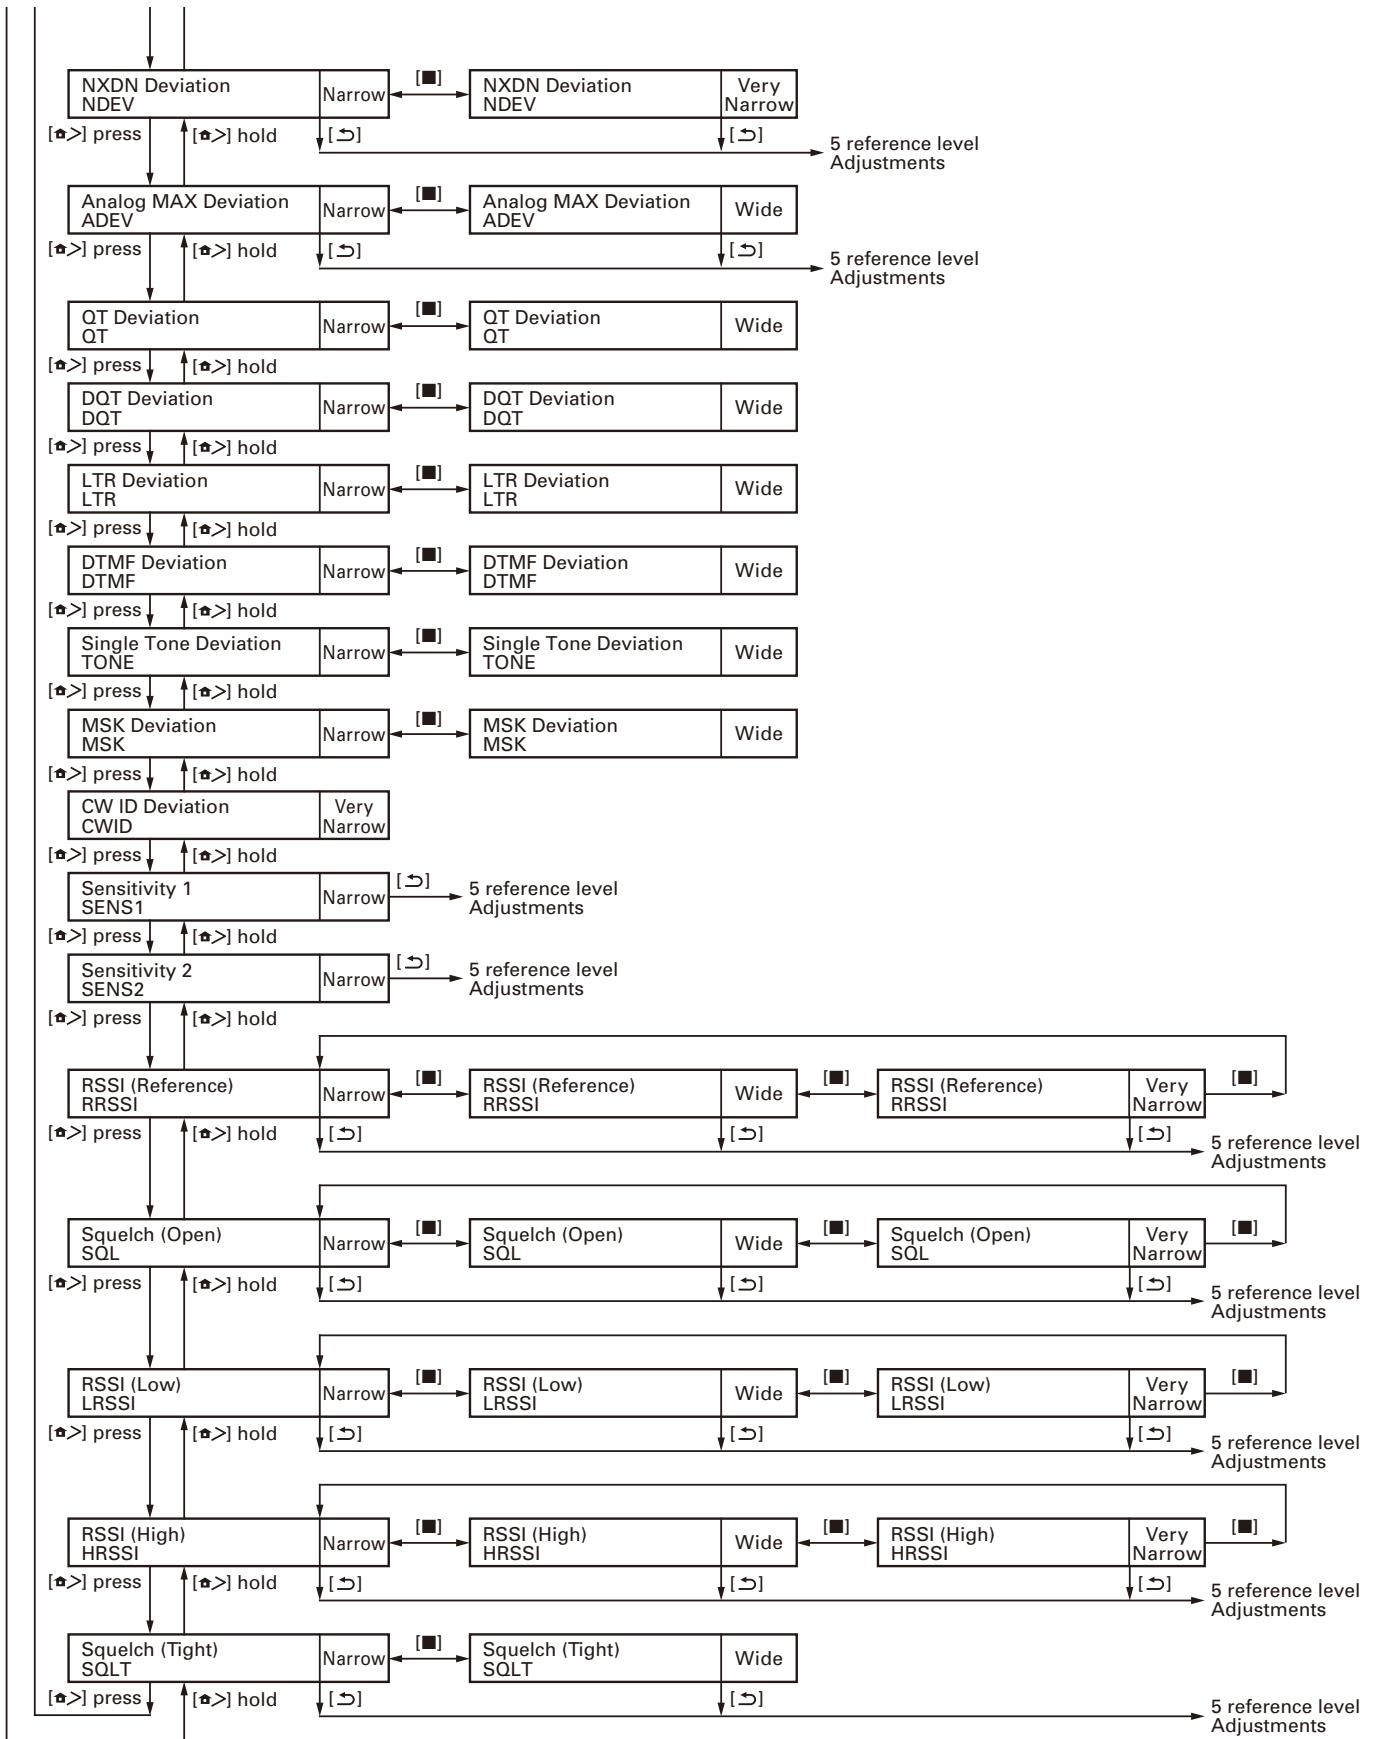 NXDN Deviation
NDEV
Narrow
[■]
NXDN Deviation
NDEV
Very
Narrow
[⌂>] press
[⌂>] hold
[⮌]
[⮌]
5 reference level
Adjustments
Analog MAX Deviation
ADEV
Narrow
[■]
Analog MAX Deviation
ADEV
Wide
[⌂>] press
[⌂>] hold
[⮌]
[⮌]
5 reference level
Adjustments
QT Deviation
QT
Narrow
[■]
QT Deviation
QT
Wide
[⌂>] press
[⌂>] hold
DQT Deviation
DQT
Narrow
[■]
DQT Deviation
DQT
Wide
[⌂>] press
[⌂>] hold
LTR Deviation
LTR
Narrow
[■]
LTR Deviation
LTR
Wide
[⌂>] press
[⌂>] hold
DTMF Deviation
DTMF
Narrow
[■]
DTMF Deviation
DTMF
Wide
[⌂>] press
[⌂>] hold
Single Tone Deviation
TONE
Narrow
[■]
Single Tone Deviation
TONE
Wide
[⌂>] press
[⌂>] hold
MSK Deviation
MSK
Narrow
[■]
MSK Deviation
MSK
Wide
[⌂>] press
[⌂>] hold
CW ID Deviation
CWID
Very
Narrow
[⌂>] press
[⌂>] hold
Sensitivity 1
SENS1
Narrow
[⮌]
5 reference level
Adjustments
[⌂>] press
[⌂>] hold
Sensitivity 2
SENS2
Narrow
[⮌]
5 reference level
Adjustments
[⌂>] press
[⌂>] hold
RSSI (Reference)
RRSSI
Narrow
[■]
RSSI (Reference)
RRSSI
Wide
[■]
RSSI (Reference)
RRSSI
Very
Narrow
[■]
[⌂>] press
[⌂>] hold
[⮌]
[⮌]
[⮌]
5 reference level
Adjustments
Squelch (Open)
SQL
Narrow
[■]
Squelch (Open)
SQL
Wide
[■]
Squelch (Open)
SQL
Very
Narrow
[■]
[⌂>] press
[⌂>] hold
[⮌]
[⮌]
[⮌]
5 reference level
Adjustments
RSSI (Low)
LRSSI
Narrow
[■]
RSSI (Low)
LRSSI
Wide
[■]
RSSI (Low)
LRSSI
Very
Narrow
[■]
[⌂>] press
[⌂>] hold
[⮌]
[⮌]
[⮌]
5 reference level
Adjustments
RSSI (High)
HRSSI
Narrow
[■]
RSSI (High)
HRSSI
Wide
[■]
RSSI (High)
HRSSI
Very
Narrow
[■]
[⌂>] press
[⌂>] hold
[⮌]
[⮌]
[⮌]
5 reference level
Adjustments
Squelch (Tight)
SQLT
Narrow
[■]
Squelch (Tight)
SQLT
Wide
[⌂>] press
[⌂>] hold
[⮌]
[⮌]
5 reference level
Adjustments